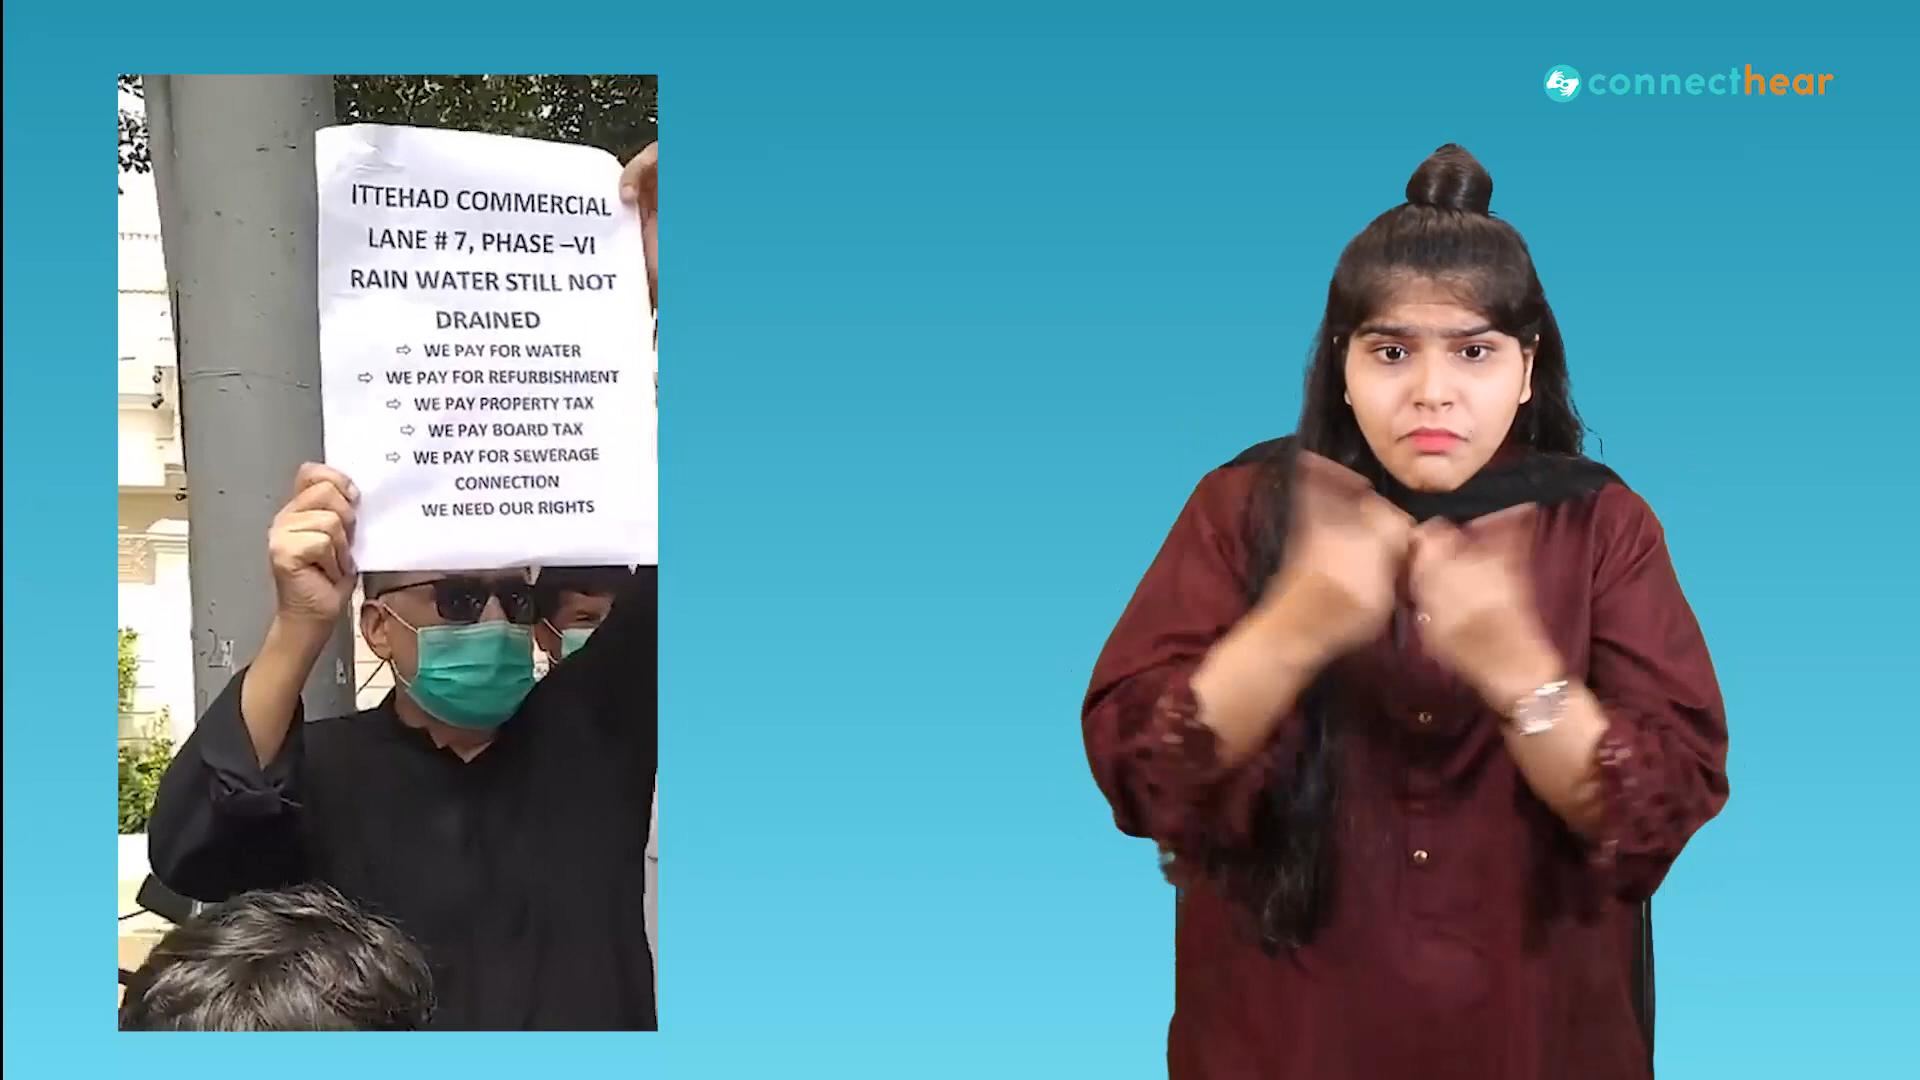 connecthear
ITTEHAD COMMERCIAL
LANE # 7, PHASE –VI
RAIN WATER STILL NOT
DRAINED
⇨ WE PAY FOR WATER
⇨ WE PAY FOR REFURBISHMENT
⇨ WE PAY PROPERTY TAX
⇨ WE PAY BOARD TAX
⇨ WE PAY FOR SEWERAGE
CONNECTION
WE NEED OUR RIGHTS